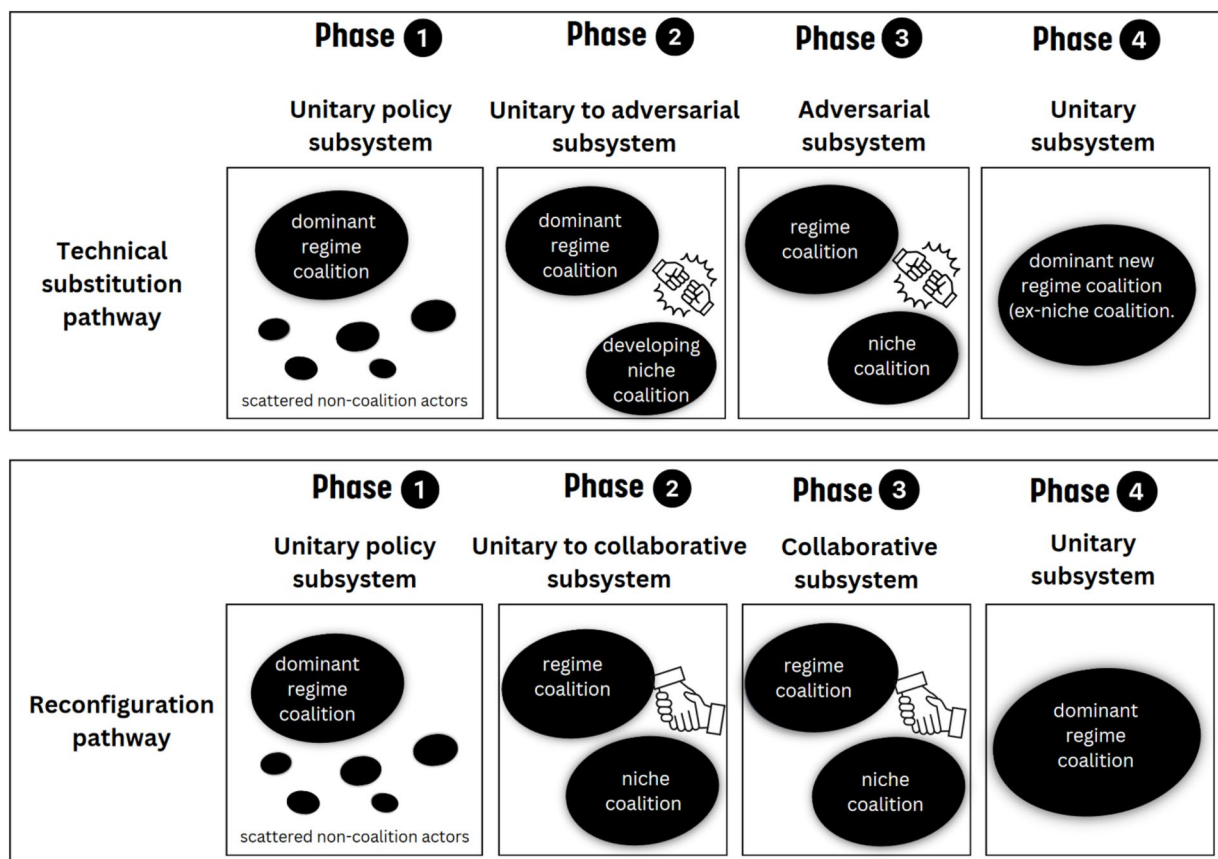 Phase 1
Phase 2
Phase 3
Phase 4
Unitary policy
subsystem
Unitary to adversarial
subsystem
Adversarial
subsystem
Unitary
subsystem
Technical
substitution
pathway
dominant
regime
coalition
scattered non-coalition actors
dominant
regime
coalition
developing
niche
coalition
regime
coalition
niche
coalition
dominant new
regime coalition
(ex-niche coalition.
Phase 1
Phase 2
Phase 3
Phase 4
Unitary policy
subsystem
Unitary to collaborative
subsystem
Collaborative
subsystem
Unitary
subsystem
Reconfiguration
pathway
dominant
regime
coalition
scattered non-coalition actors
regime
coalition
niche
coalition
regime
coalition
niche
coalition
dominant
regime
coalition